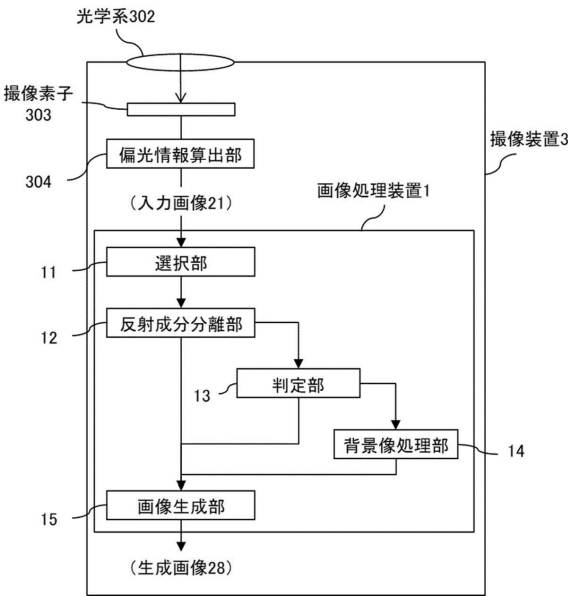 光学系302
撮像素子
303
撮像装置3
偏光情報算出部
304
画像処理装置1
(入力画像21)
選択部
11
反射成分分離部
12
判定部
13
背景像処理部
14
画像生成部
15
(生成画像28)